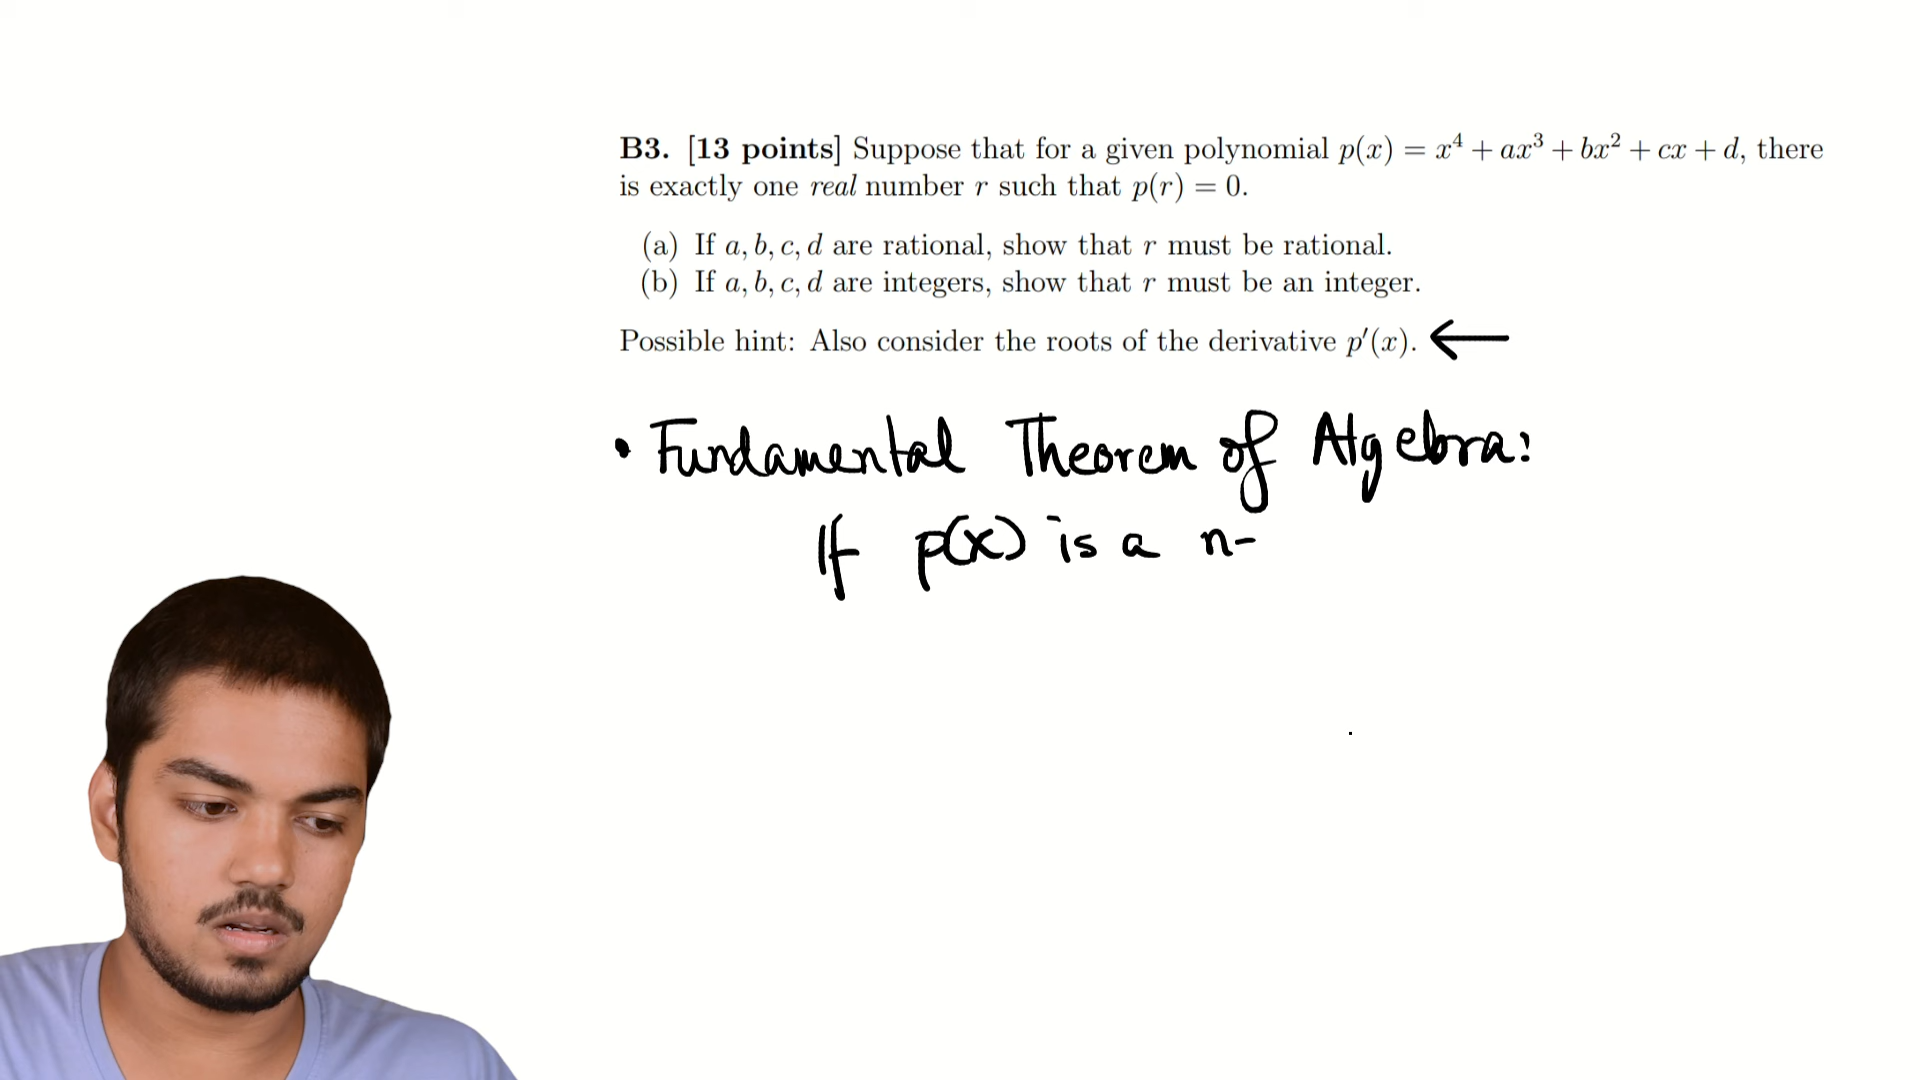 B3. [13 points] Suppose that for a given polynomial p(x) = x⁴ + ax³ + bx² + cx + d, there
is exactly one real number r such that p(r) = 0.
(a) If a, b, c, d are rational, show that r must be rational.
(b) If a, b, c, d are integers, show that r must be an integer.
Possible hint: Also consider the roots of the derivative p′(x). ←
• Fundamental Theorem of Algebra:
If p(x) is a n-